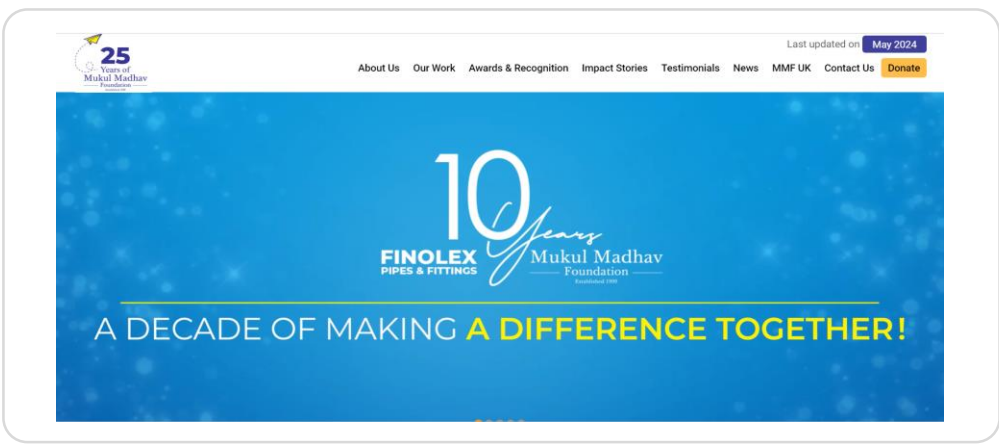 Last updated on May 2024
25
Years of
Mukul Madhav
Foundation
About Us Our Work Awards & Recognition Impact Stories Testimonials News MMF UK Contact Us Donate
10 Years
FINOLEX
PIPES & FITTINGS
Mukul Madhav
Foundation
Established 1999
A DECADE OF MAKING A DIFFERENCE TOGETHER!